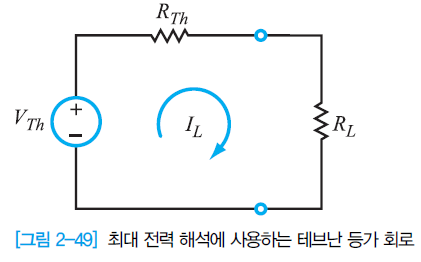 R_Th
V_Th
+
−
I_L
R_L
[그림 2-49] 최대 전력 해석에 사용하는 테브난 등가 회로